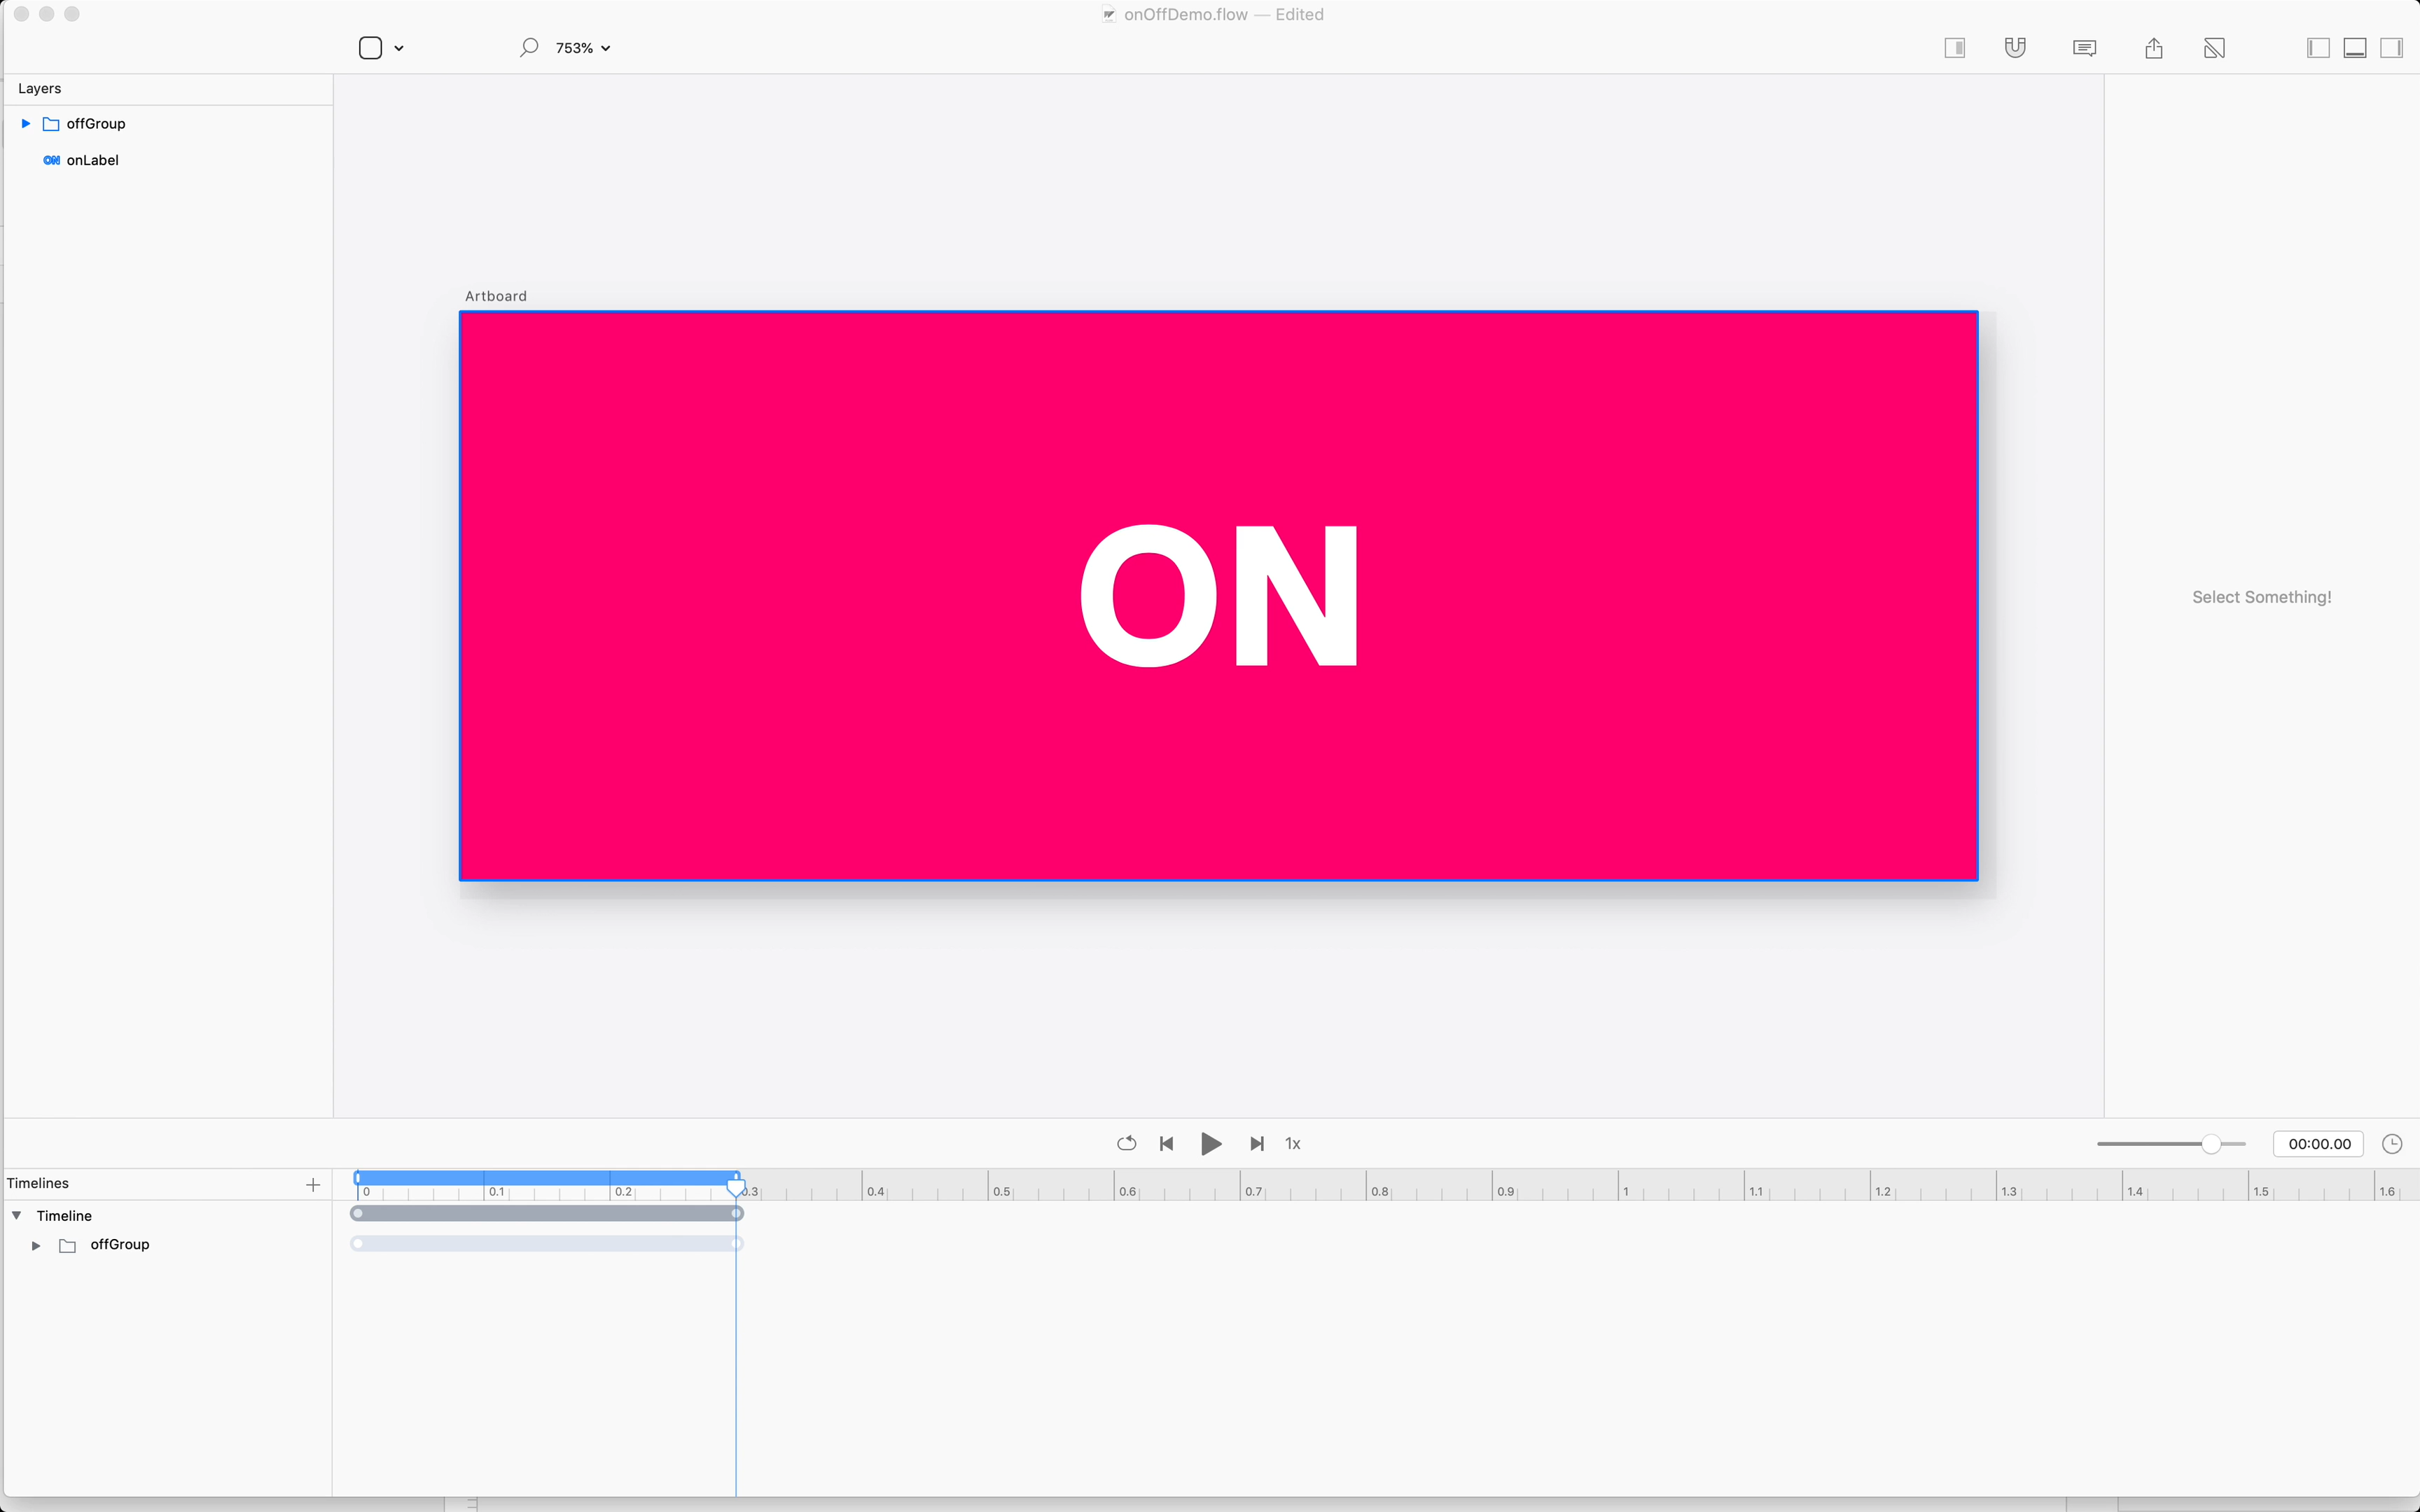 onOffDemo.flow — Edited
753%
Layers
offGroup
ON onLabel
Artboard
ON
Select Something!
1x
00:00.00
Timelines
0 0.1 0.2 0.3 0.4 0.5 0.6 0.7 0.8 0.9 1 1.1 1.2 1.3 1.4 1.5 1.6
Timeline
offGroup